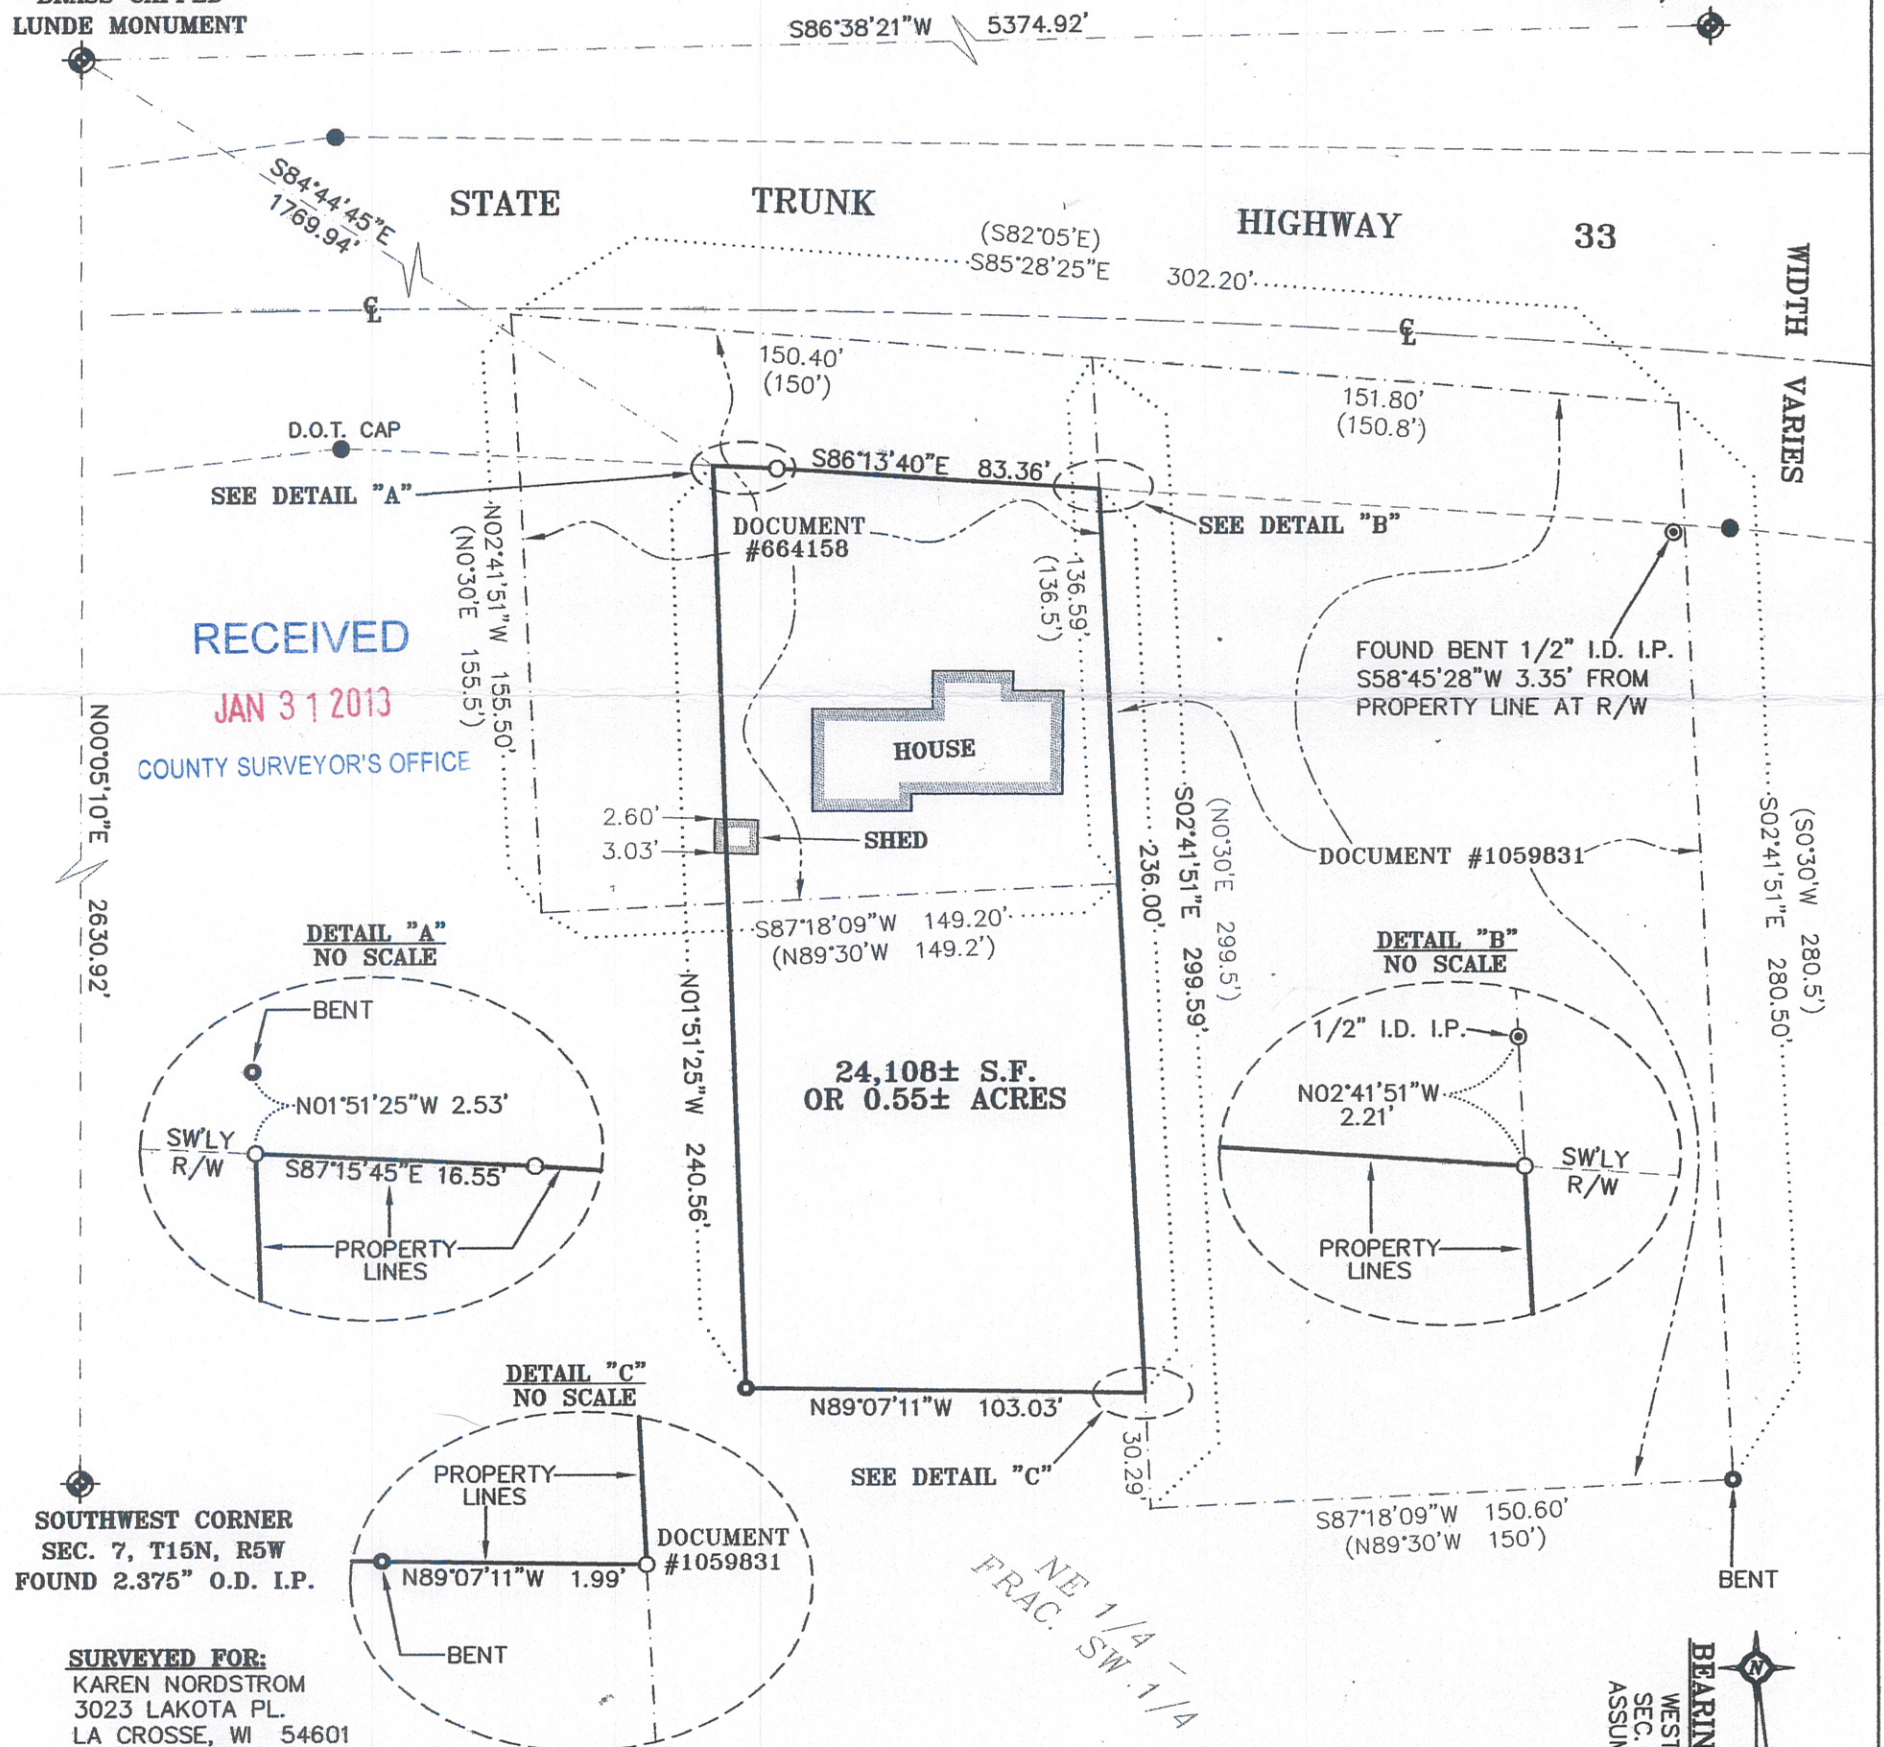 LUNDE MONUMENT
S86°38'21"W 5374.92'
S84°44'45"E
1769.94'
STATE TRUNK HIGHWAY 33
WIDTH VARIES
(S82°05'E)
S85°28'25"E 302.20'
℄
℄
150.40'
(150')
151.80'
(150.8')
D.O.T. CAP
SEE DETAIL "A"
S86°13'40"E 83.36'
SEE DETAIL "B"
DOCUMENT
#664158
N02°41'51"W 155.50'
(N0°30'E 155.5')
136.59'
(136.5')
RECEIVED
JAN 31 2013
COUNTY SURVEYOR'S OFFICE
FOUND BENT 1/2" I.D. I.P.
S58°45'28"W 3.35' FROM
PROPERTY LINE AT R/W
HOUSE
2.60'
3.03'
SHED
N00°05'10"E 2630.92'
236.00'
S02°41'51"E 299.59'
(N0°30'E 299.5')
DOCUMENT #1059831
(S0°30'W 280.5')
S02°41'51"E 280.50'
S87°18'09"W 149.20'
(N89°30'W 149.2')
N01°51'25"W 240.56'
24,108± S.F.
OR 0.55± ACRES
DETAIL "A"
NO SCALE
BENT
N01°51'25"W 2.53'
SW'LY
R/W
S87°15'45"E 16.55'
PROPERTY
LINES
DETAIL "B"
NO SCALE
1/2" I.D. I.P.
N02°41'51"W
2.21'
SW'LY
R/W
PROPERTY
LINES
N89°07'11"W 103.03'
SEE DETAIL "C"
30.29'
S87°18'09"W 150.60'
(N89°30'W 150')
BENT
DETAIL "C"
NO SCALE
PROPERTY
LINES
DOCUMENT
#1059831
N89°07'11"W 1.99'
BENT
SOUTHWEST CORNER
SEC. 7, T15N, R5W
FOUND 2.375" O.D. I.P.
NE 1/4 -
FRAC. SW. 1/4
SURVEYED FOR:
KAREN NORDSTROM
3023 LAKOTA PL.
LA CROSSE, WI 54601
N
WEST
SEC.